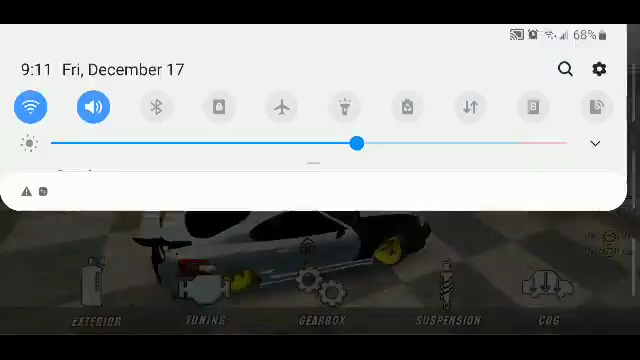 68%
9:11 Fri, December 17
EXTERIOR TUNING GEARBOX SUSPENSION COG